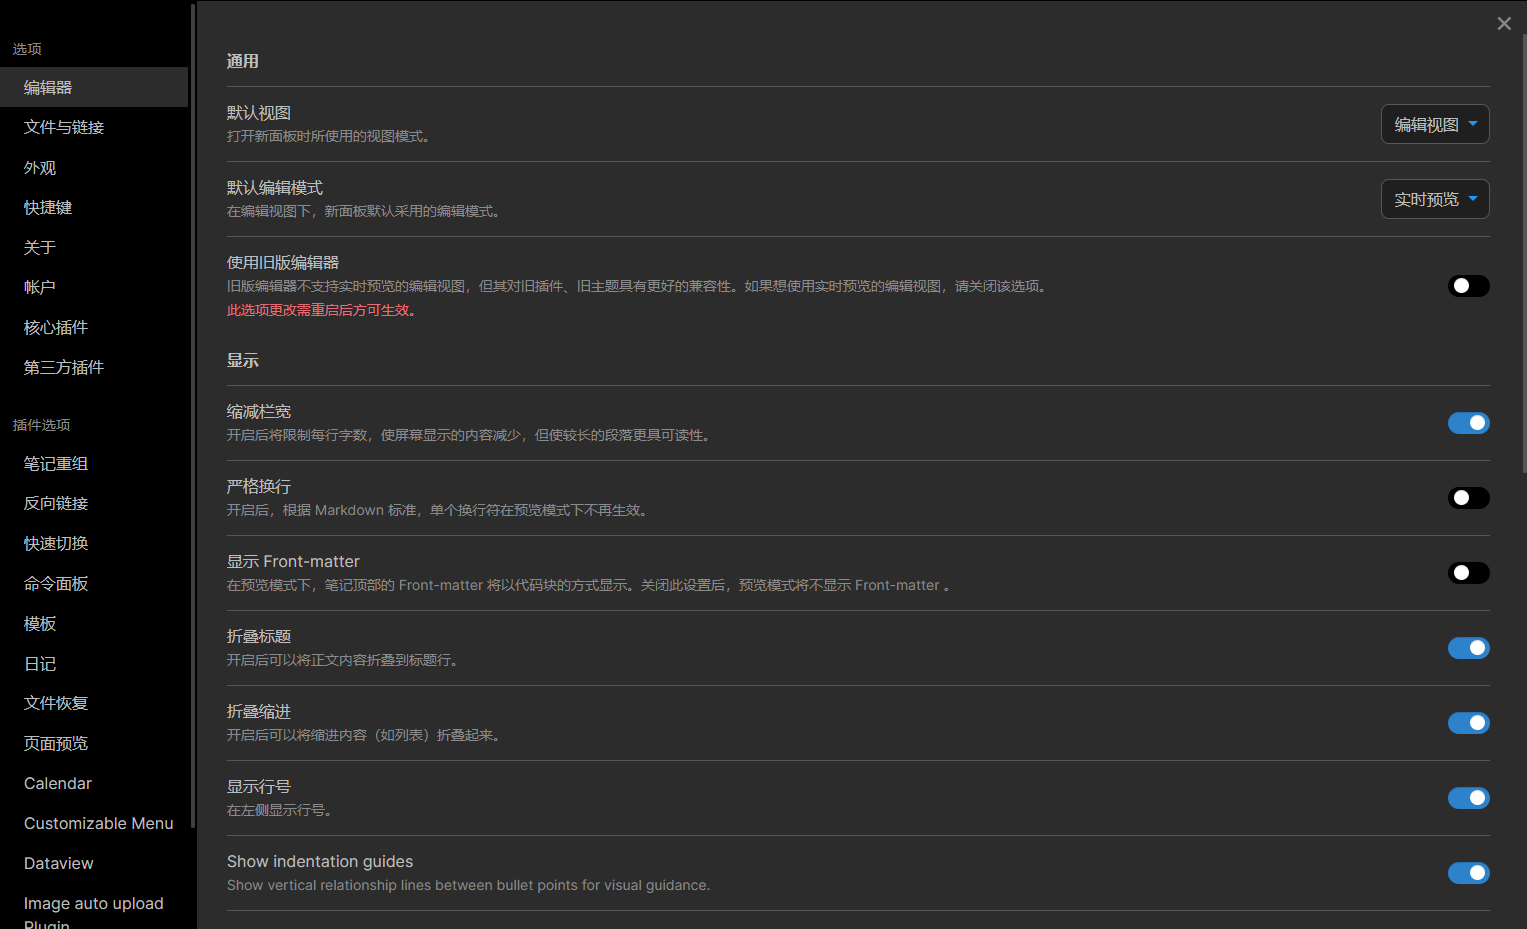 选项
编辑器
文件与链接
外观
快捷键
关于
帐户
核心插件
第三方插件
插件选项
笔记重组
反向链接
快速切换
命令面板
模板
日记
文件恢复
页面预览
Calendar
Customizable Menu
Dataview
Image auto upload
Plugin
通用
默认视图
打开新面板时所使用的视图模式。
编辑视图
默认编辑模式
在编辑视图下，新面板默认采用的编辑模式。
实时预览
使用旧版编辑器
旧版编辑器不支持实时预览的编辑视图，但其对旧插件、旧主题具有更好的兼容性。如果想使用实时预览的编辑视图，请关闭该选项。
此选项更改需重启后方可生效。
显示
缩减栏宽
开启后将限制每行字数，使屏幕显示的内容减少，但使较长的段落更具可读性。
严格换行
开启后，根据 Markdown 标准，单个换行符在预览模式下不再生效。
显示 Front-matter
在预览模式下，笔记顶部的 Front-matter 将以代码块的方式显示。关闭此设置后，预览模式将不显示 Front-matter 。
折叠标题
开启后可以将正文内容折叠到标题行。
折叠缩进
开启后可以将缩进内容（如列表）折叠起来。
显示行号
在左侧显示行号。
Show indentation guides
Show vertical relationship lines between bullet points for visual guidance.